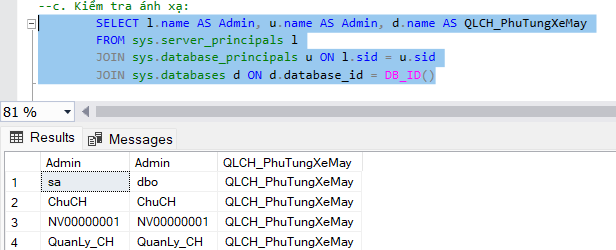 --c. Kiểm tra ánh xạ:
SELECT l.name AS Admin, u.name AS Admin, d.name AS QLCH_PhuTungXeMay
FROM sys.server_principals l
JOIN sys.database_principals u ON l.sid = u.sid
JOIN sys.databases d ON d.database_id = DB_ID()
81 %
Results Messages
Admin Admin QLCH_PhuTungXeMay
1 sa dbo QLCH_PhuTungXeMay
2 ChuCH ChuCH QLCH_PhuTungXeMay
3 NV00000001 NV00000001 QLCH_PhuTungXeMay
4 QuanLy_CH QuanLy_CH QLCH_PhuTungXeMay